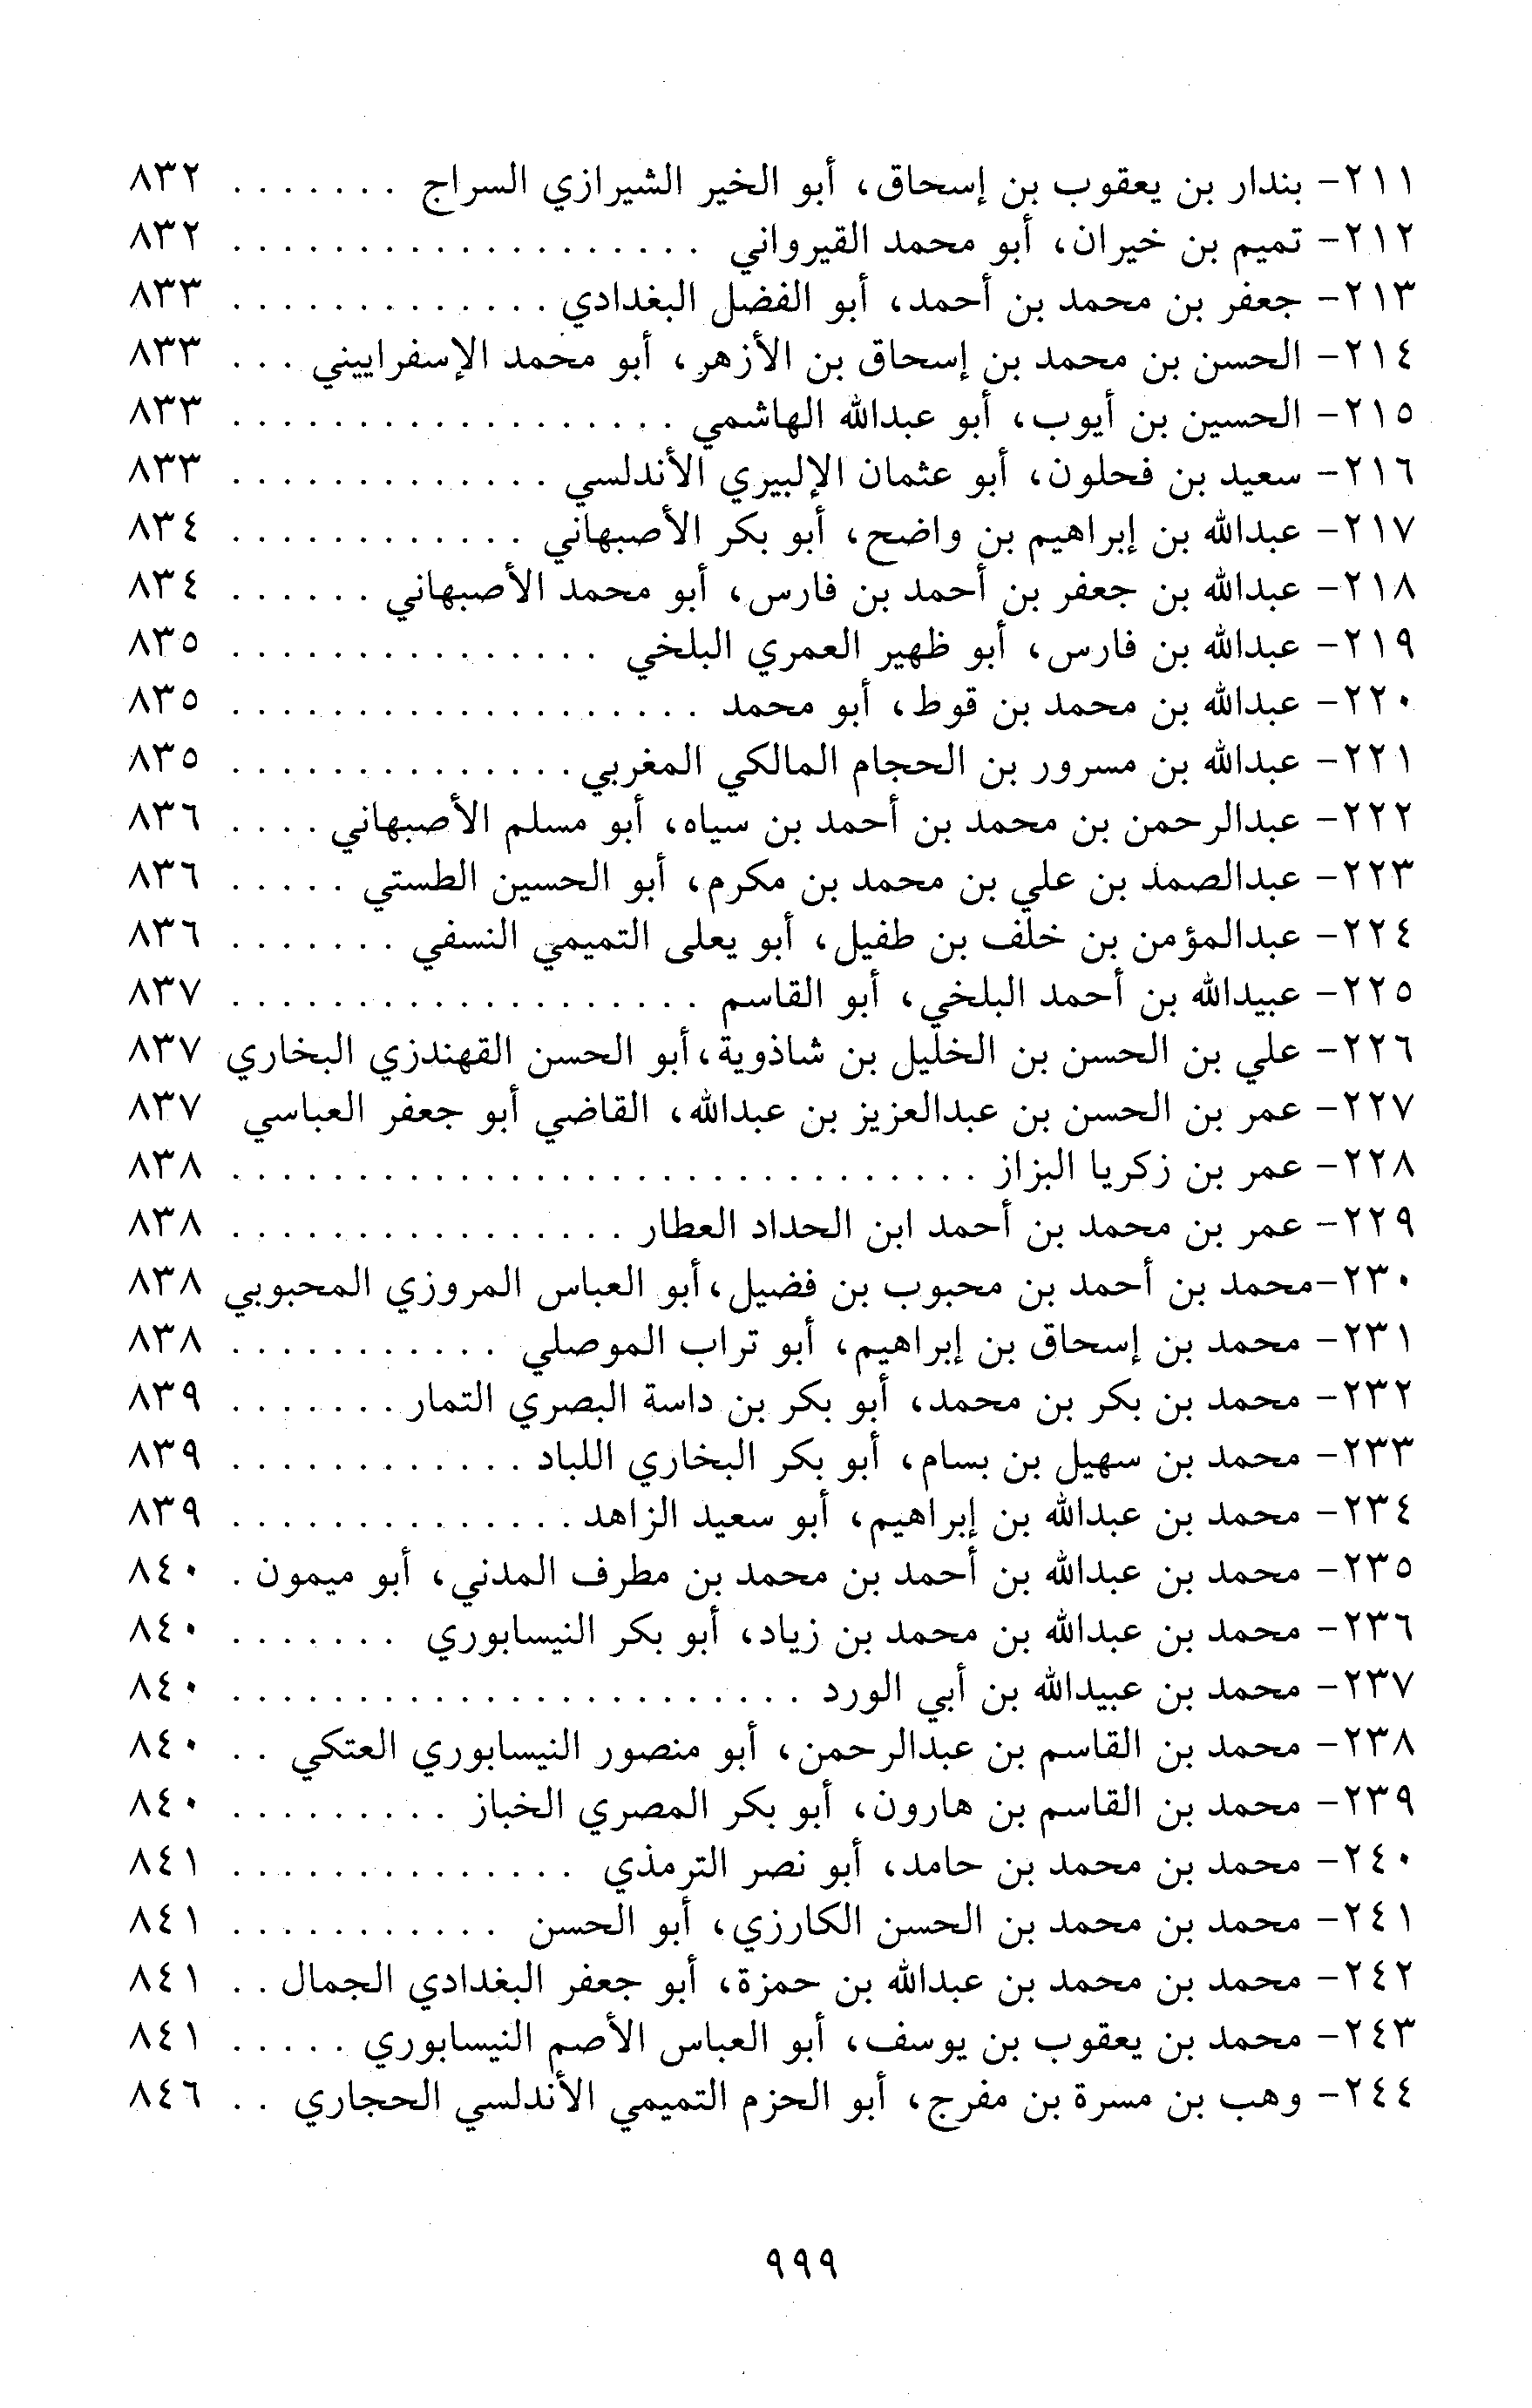 ٢١١- بندار بن يعقوب بن إسحاق، أبو الخير الشيرازي السراج . . . . . . . ٨٣٢
٢١٢- تميم بن خيران، أبو محمد القيرواني . . . . . . . . . . . . . . . . . . . ٨٣٢
٢١٣- جعفر بن محمد بن أحمد، أبو الفضل البغدادي . . . . . . . . . . . . . ٨٣٣
٢١٤- الحسن بن محمد بن إسحاق بن الأزهر، أبو محمد الإسفراييني . . . ٨٣٣
٢١٥- الحسين بن أيوب، أبو عبدالله الهاشمي . . . . . . . . . . . . . . . . . . ٨٣٣
٢١٦- سعيد بن فحلون، أبو عثمان الإلبيري الأندلسي . . . . . . . . . . . . . ٨٣٣
٢١٧- عبدالله بن إبراهيم بن واضح، أبو بكر الأصبهاني . . . . . . . . . . . . ٨٣٤
٢١٨- عبدالله بن جعفر بن أحمد بن فارس، أبو محمد الأصبهاني . . . . . . ٨٣٤
٢١٩- عبدالله بن فارس، أبو ظهير العمري البلخي . . . . . . . . . . . . . . . ٨٣٥
٢٢٠- عبدالله بن محمد بن قوط، أبو محمد . . . . . . . . . . . . . . . . . . . ٨٣٥
٢٢١- عبدالله بن مسرور بن الحجام المالكي المغربي . . . . . . . . . . . . . . ٨٣٥
٢٢٢- عبدالرحمن بن محمد بن أحمد بن سياه، أبو مسلم الأصبهاني . . . . ٨٣٦
٢٢٣- عبدالصمد بن علي بن محمد بن مكرم، أبو الحسين الطستي . . . . . ٨٣٦
٢٢٤- عبدالمؤمن بن خلف بن طفيل، أبو يعلى التميمي النسفي . . . . . . . ٨٣٦
٢٢٥- عبيدالله بن أحمد البلخي، أبو القاسم . . . . . . . . . . . . . . . . . . . ٨٣٧
٢٢٦- علي بن الحسن بن الخليل بن شاذوية،أبو الحسن القهندزي البخاري ٨٣٧
٢٢٧- عمر بن الحسن بن عبدالعزيز بن عبدالله، القاضي أبو جعفر العباسي ٨٣٧
٢٢٨- عمر بن زكريا البزاز . . . . . . . . . . . . . . . . . . . . . . . . . . . . . . ٨٣٨
٢٢٩- عمر بن محمد بن أحمد ابن الحداد العطار . . . . . . . . . . . . . . . . ٨٣٨
٢٣٠-محمد بن أحمد بن محبوب بن فضيل،أبو العباس المروزي المحبوبي ٨٣٨
٢٣١- محمد بن إسحاق بن إبراهيم، أبو تراب الموصلي . . . . . . . . . . . ٨٣٨
٢٣٢- محمد بن بكر بن محمد، أبو بكر بن داسة البصري التمار . . . . . . . ٨٣٩
٢٣٣- محمد بن سهيل بن بسام، أبو بكر البخاري اللباد . . . . . . . . . . . . ٨٣٩
٢٣٤- محمد بن عبدالله بن إبراهيم، أبو سعيد الزاهد . . . . . . . . . . . . . . ٨٣٩
٢٣٥- محمد بن عبدالله بن أحمد بن محمد بن مطرف المدني، أبو ميمون . ٨٤٠
٢٣٦- محمد بن عبدالله بن محمد بن زياد، أبو بكر النيسابوري . . . . . . . ٨٤٠
٢٣٧- محمد بن عبيدالله بن أبي الورد . . . . . . . . . . . . . . . . . . . . . . . ٨٤٠
٢٣٨- محمد بن القاسم بن عبدالرحمن، أبو منصور النيسابوري العتكي . . ٨٤٠
٢٣٩- محمد بن القاسم بن هارون، أبو بكر المصري الخباز . . . . . . . . . ٨٤٠
٢٤٠- محمد بن محمد بن حامد، أبو نصر الترمذي . . . . . . . . . . . . . . ٨٤١
٢٤١- محمد بن محمد بن الحسن الكارزي، أبو الحسن . . . . . . . . . . . ٨٤١
٢٤٢- محمد بن محمد بن عبدالله بن حمزة، أبو جعفر البغدادي الجمال . . ٨٤١
٢٤٣- محمد بن يعقوب بن يوسف، أبو العباس الأصم النيسابوري . . . . . ٨٤١
٢٤٤- وهب بن مسرة بن مفرج، أبو الحزم التميمي الأندلسي الحجاري . . ٨٤٦
٩٩٩